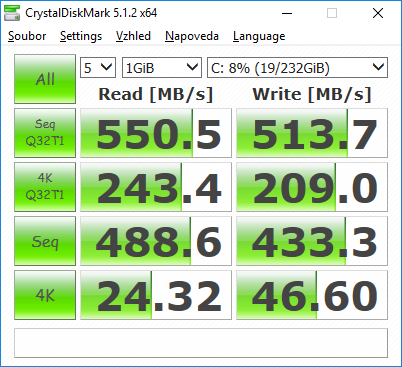 CrystalDiskMark 5.1.2 x64
Soubor Settings Vzhled Napoveda Language
All 5 1GiB C: 8% (19/232GiB)
Read [MB/s] Write [MB/s]
Seq
Q32T1 550.5 513.7
4K
Q32T1 243.4 209.0
Seq 488.6 433.3
4K 24.32 46.60